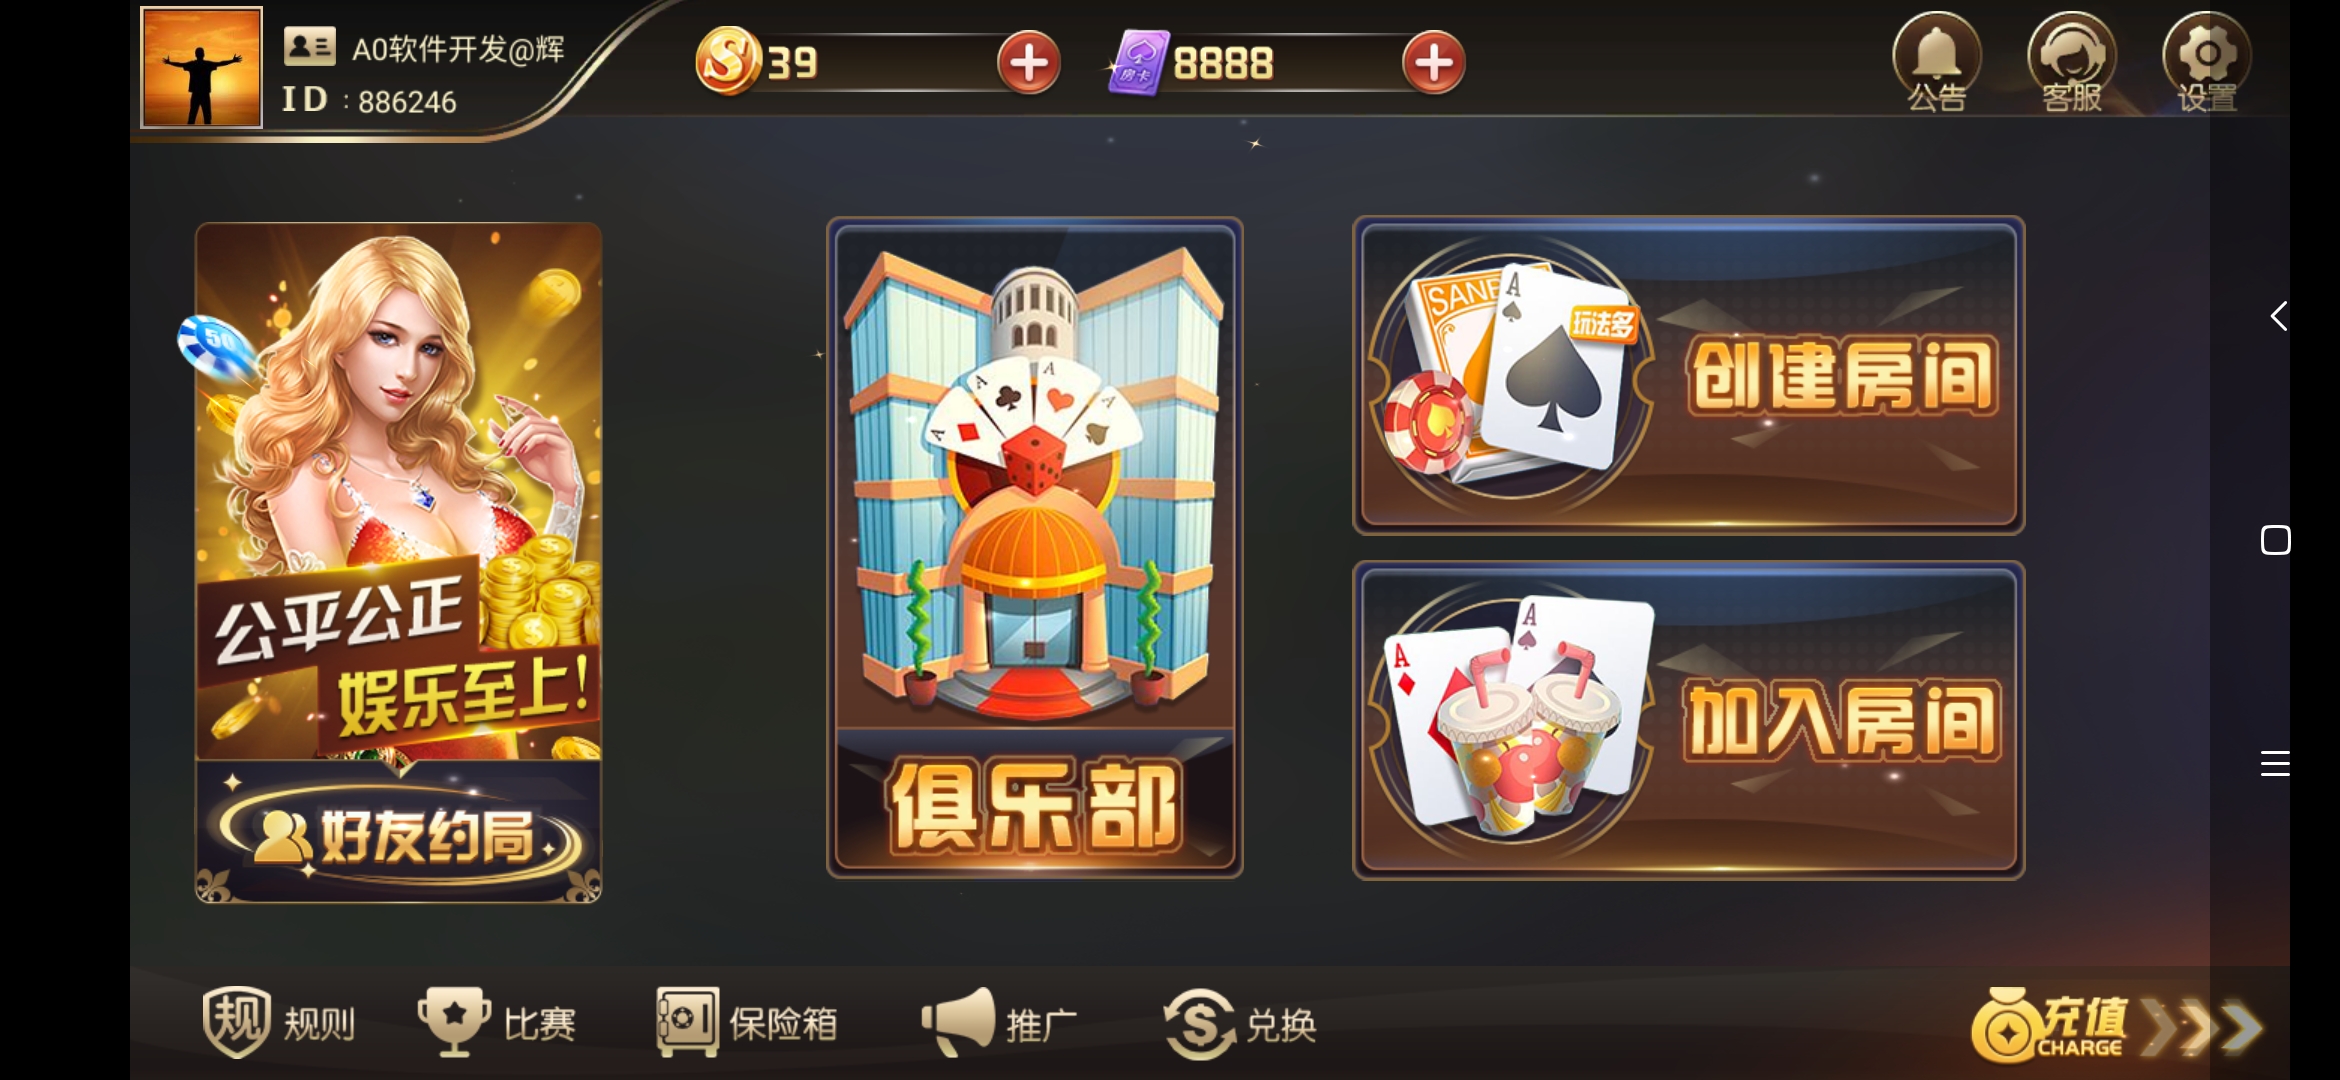 A0软件开发@辉
ID:886246
39
房卡
8888
公告
客服
设置
50
公平公正
娱乐至上!
好友约局
A
A
A
A
俱乐部
A
玩法多
创建房间
A
A
加入房间
规
规则
比赛
保险箱
推广
兑换
充值
CHARGE